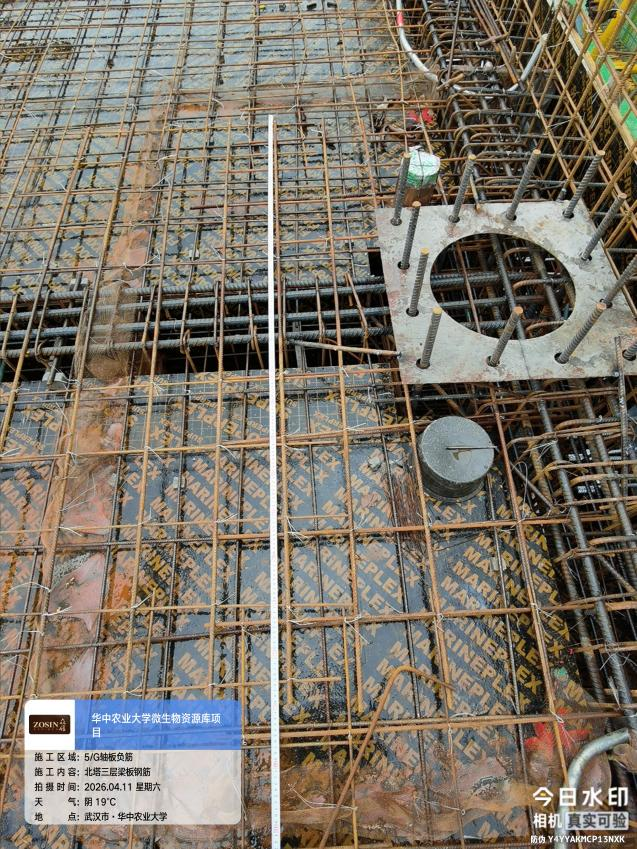 MARINEPLEX
MARINEPLEX
MARINEPLEX
MARINEPLEX
ZOSIN
华中农业大学微生物资源库项
目
施工区域：5/G轴板负筋
施工内容：北塔三层梁板钢筋
拍摄时间：2026.04.11 星期六
天　　气：阴 19℃
地　　点：武汉市·华中农业大学
今日水印
相机 真实可验
防伪 Y4YYAKMCP13NXK